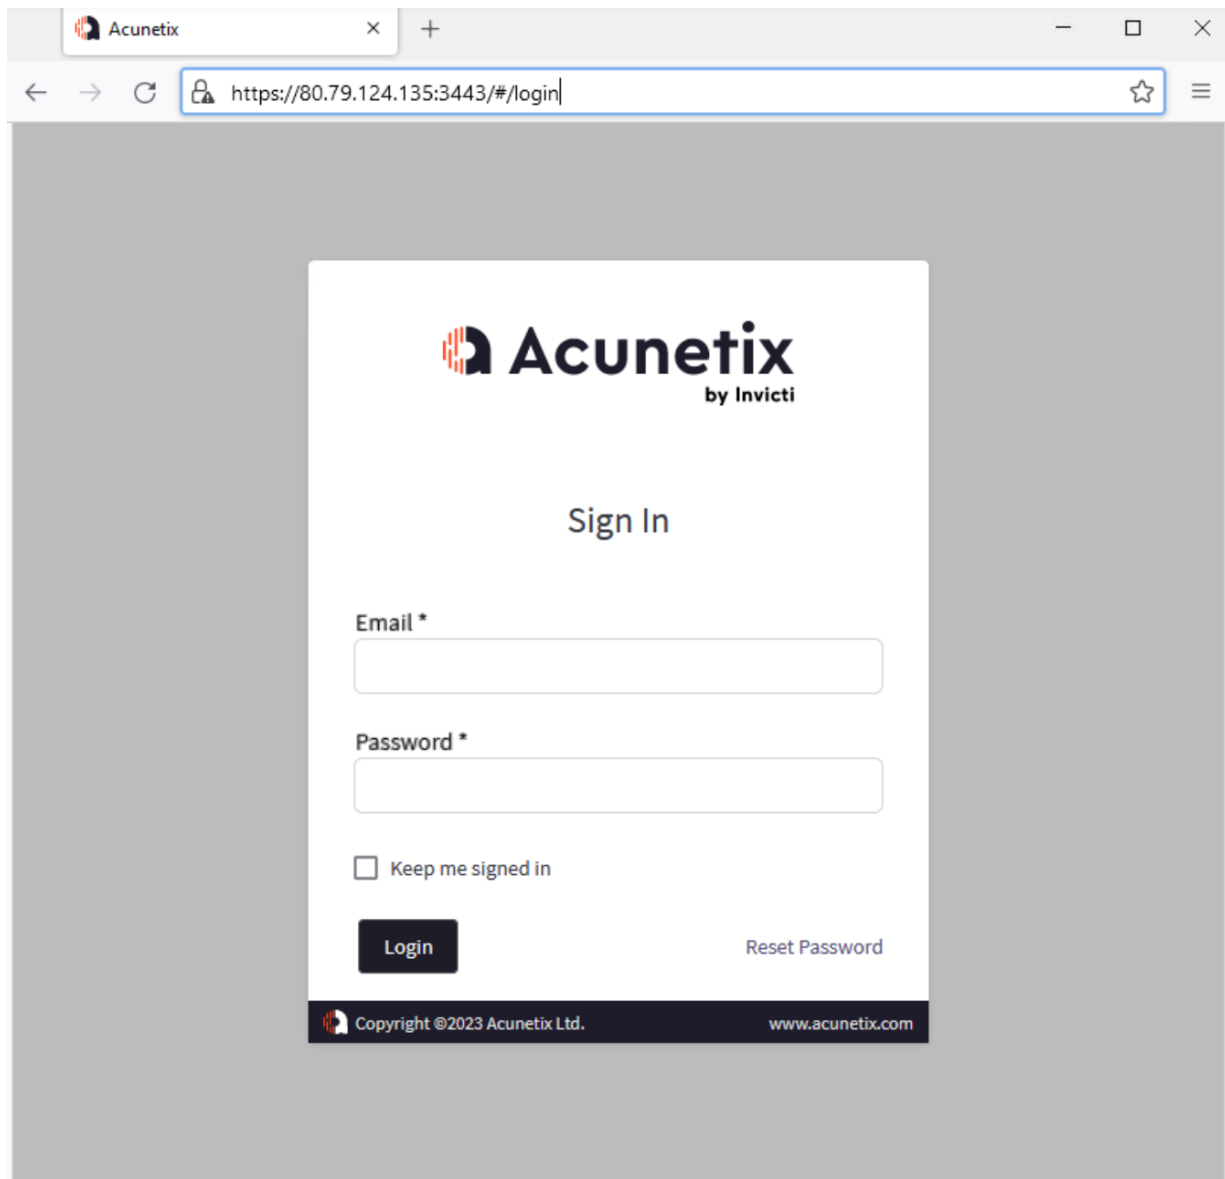 Acunetix
https://80.79.124.135:3443/#/login
Acunetix
by Invicti
Sign In
Email *
Password *
Keep me signed in
Login
Reset Password
Copyright ©2023 Acunetix Ltd.
www.acunetix.com